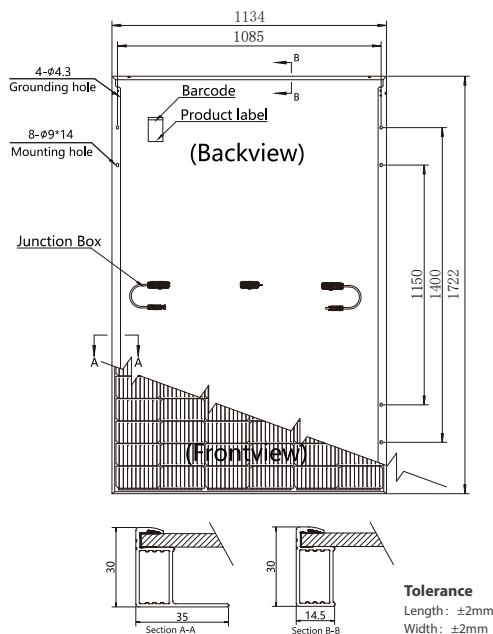 1134
1085
B
B
4-φ4.3
Grounding hole
Barcode
Product label
8-φ9*14
Mounting hole
(Backview)
Junction Box
1150
1400
1722
A
A
(Frontview)
30
35
Section A-A
30
14.5
Section B-B
Tolerance
Length: ±2mm
Width: ±2mm